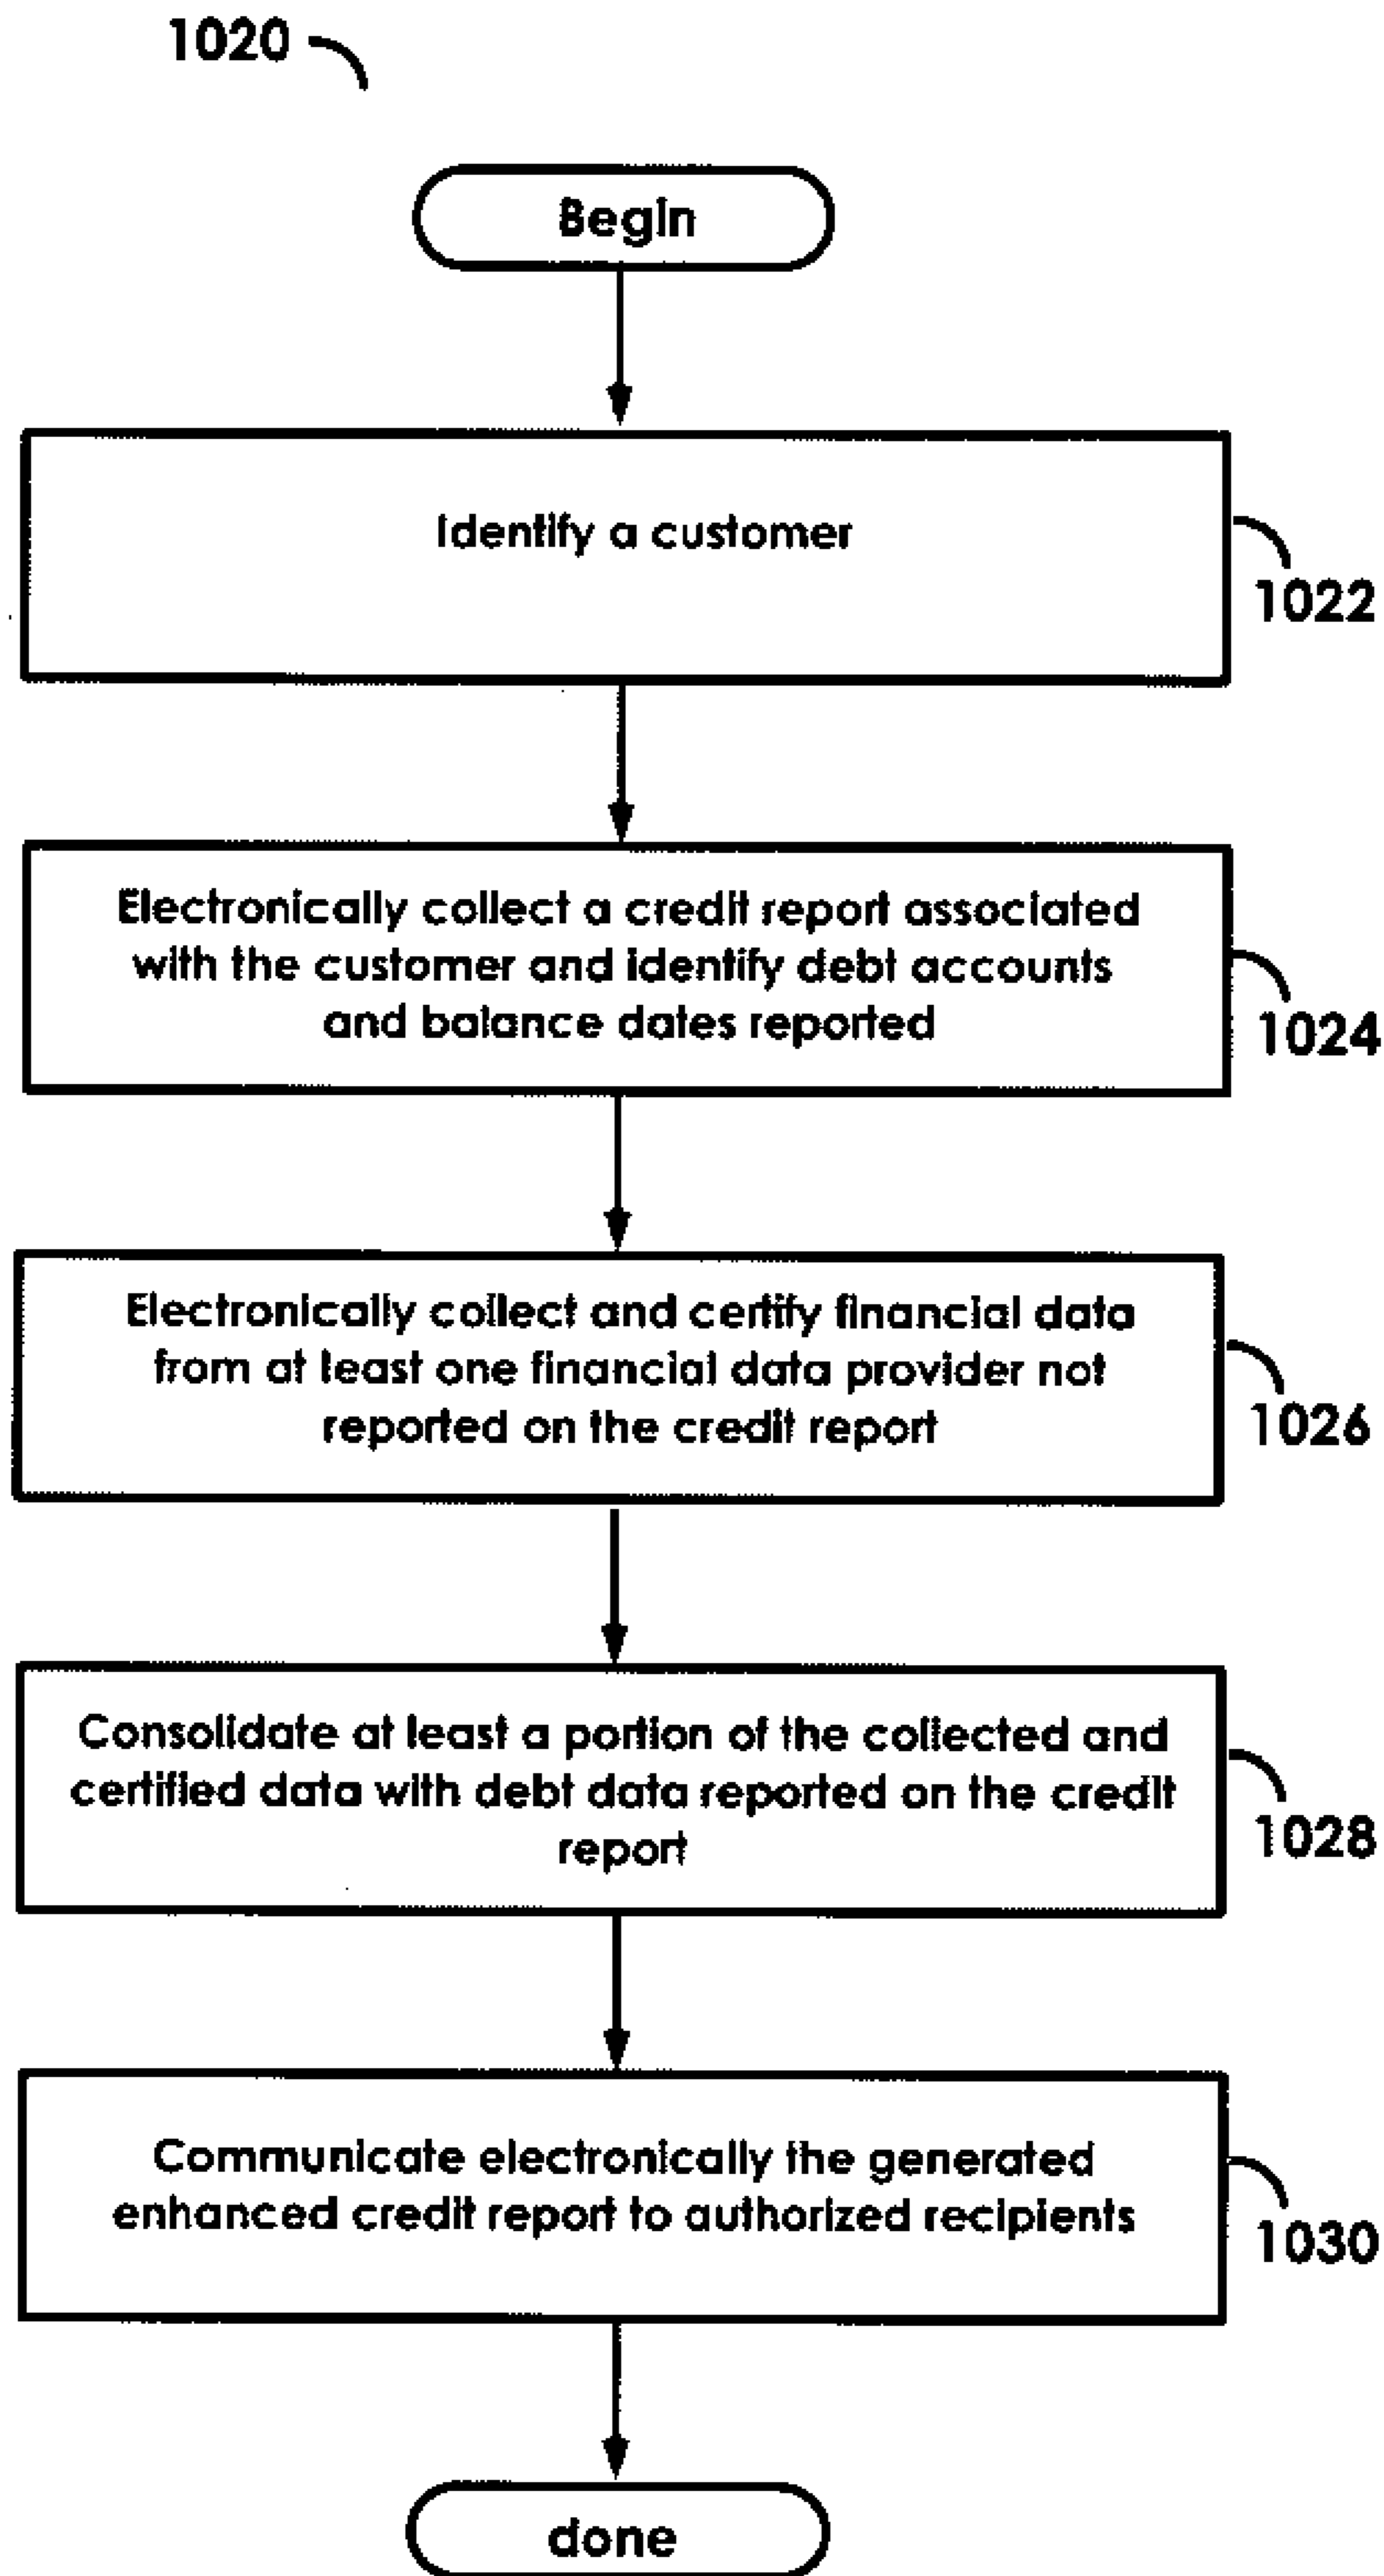 1020
Begin
Identify a customer
1022
Electronically collect a credit report associated
with the customer and identify debt accounts
and balance dates reported
1024
Electronically collect and certify financial data
from at least one financial data provider not
reported on the credit report
1026
Consolidate at least a portion of the collected and
certified data with debt data reported on the credit
report
1028
Communicate electronically the generated
enhanced credit report to authorized recipients
1030
done